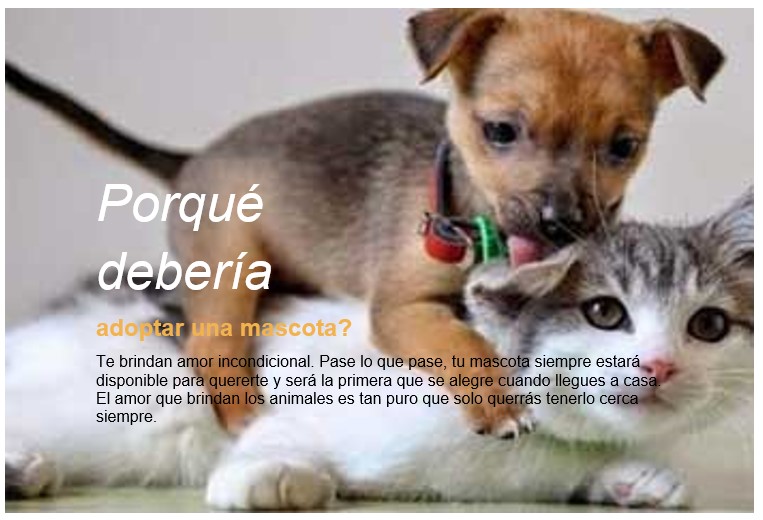 Porqué
debería
adoptar una mascota?
Te brindan amor incondicional. Pase lo que pase, tu mascota siempre estará
disponible para quererte y será la primera que se alegre cuando llegues a casa.
El amor que brindan los animales es tan puro que solo querrás tenerlo cerca
siempre.